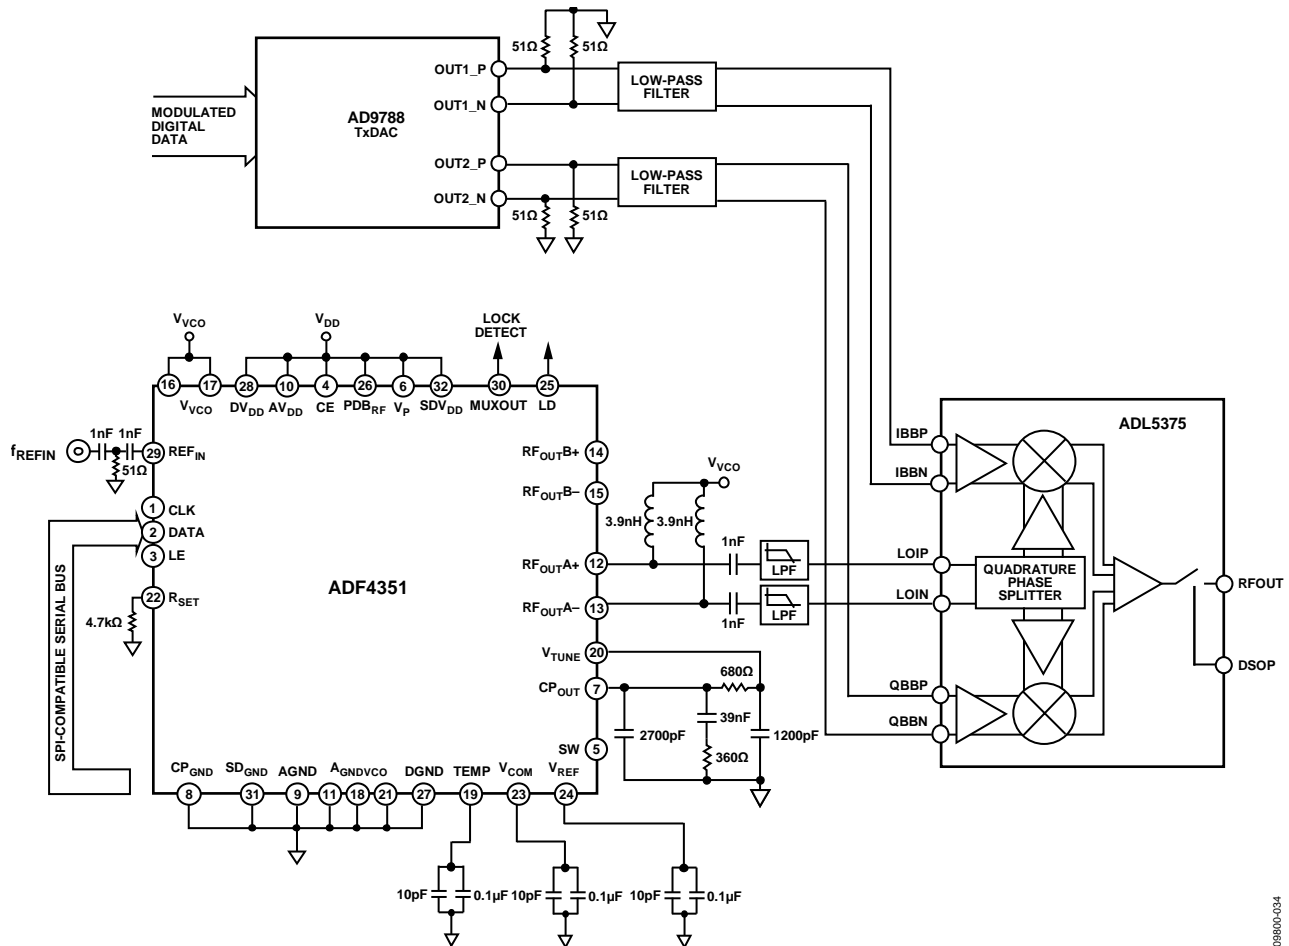 51Ω
51Ω
OUT1_P
OUT1_N
OUT2_P
OUT2_N
MODULATED
DIGITAL
DATA
AD9788
TxDAC
LOW-PASS
FILTER
LOW-PASS
FILTER
51Ω
51Ω
VVCO
VDD
LOCK
DETECT
16
17
28
10
4
26
6
32
30
25
VVCO
DVDD
AVDD
CE
PDBRF
VP
SDVDD
MUXOUT
LD
fREFIN
1nF
1nF
51Ω
29
REFIN
1
CLK
2
DATA
3
LE
22
RSET
4.7kΩ
SPI-COMPATIBLE SERIAL BUS
ADF4351
RFOUTB+
14
RFOUTB–
15
RFOUTA+
12
RFOUTA–
13
VTUNE
20
CPOUT
7
SW
5
VVCO
3.9nH
3.9nH
1nF
LPF
1nF
LPF
680Ω
39nF
2700pF
1200pF
360Ω
CPGND
SDGND
AGND
AGNDVCO
DGND
TEMP
VCOM
VREF
8
31
9
11
18
21
27
19
23
24
10pF
0.1µF
10pF
0.1µF
10pF
0.1µF
ADL5375
IBBP
IBBN
LOIP
LOIN
QBBP
QBBN
QUADRATURE
PHASE
SPLITTER
RFOUT
DSOP
09800-034